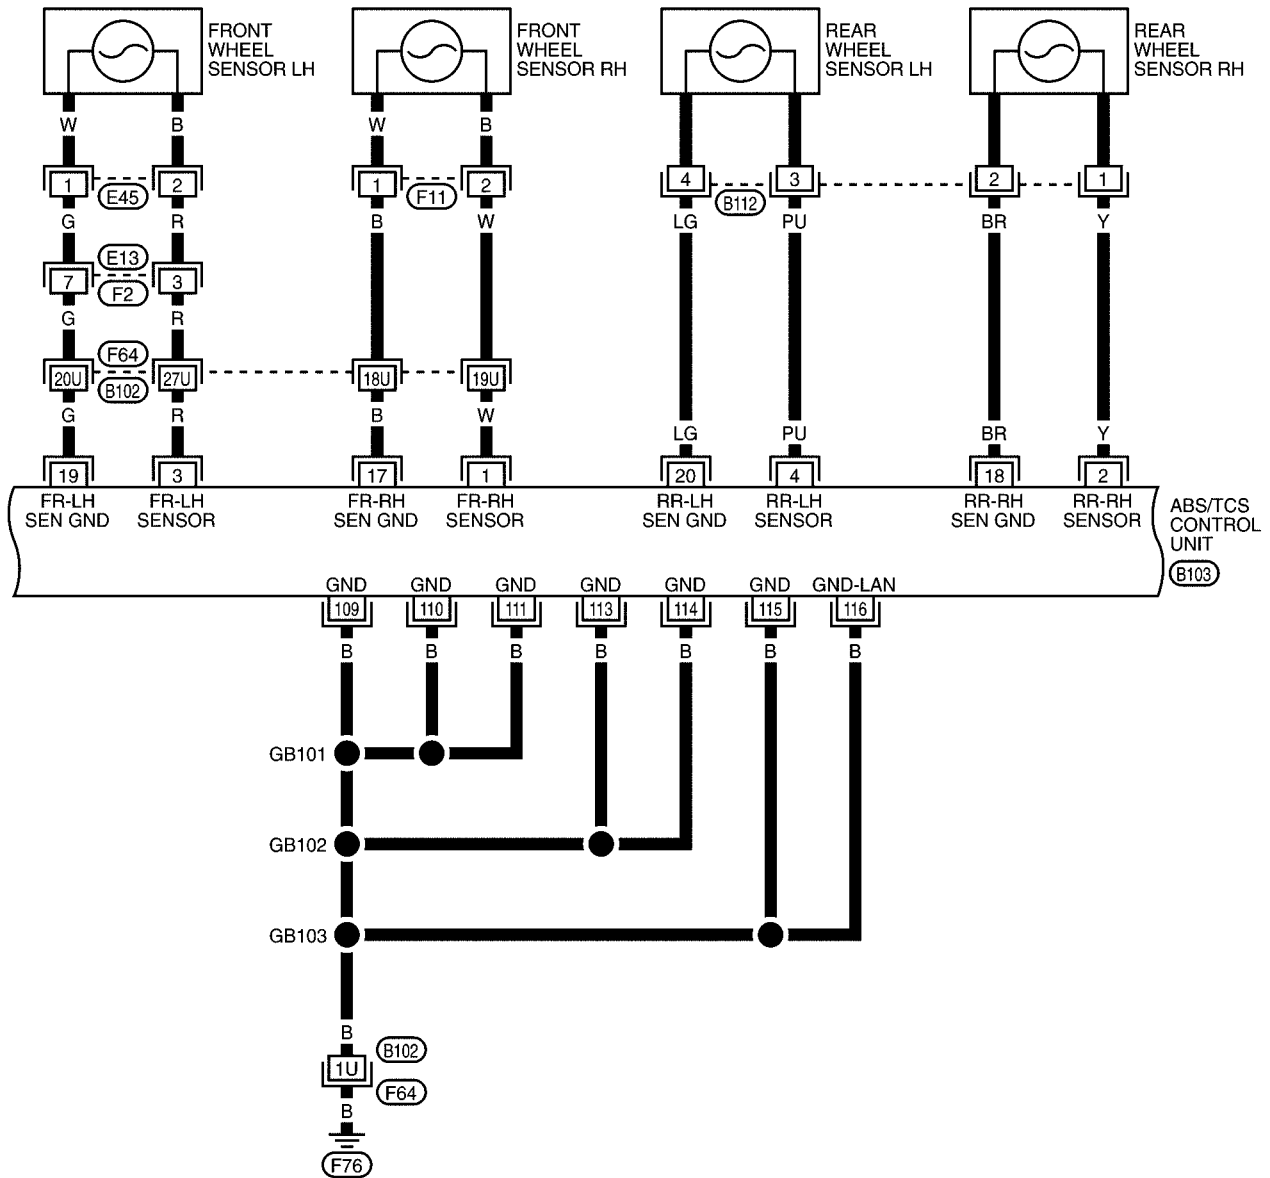 FRONT
WHEEL
SENSOR LH
FRONT
WHEEL
SENSOR RH
REAR
WHEEL
SENSOR LH
REAR
WHEEL
SENSOR RH
W B W B
1 E45 2 1 F11 2 4 B112 3 2 1
G R B W LG PU BR Y
E13
7 F2 3
G R
F64
20U B102 27U 18U 19U
G R B W LG PU BR Y
19 3 17 1 20 4 18 2
FR-LH FR-LH FR-RH FR-RH RR-LH RR-LH RR-RH RR-RH
SEN GND SENSOR SEN GND SENSOR SEN GND SENSOR SEN GND SENSOR
ABS/TCS
CONTROL
UNIT
B103
GND GND GND GND GND GND GND-LAN
109 110 111 113 114 115 116
B B B B B B B
GB101
GB102
GB103
B
B102
1U
F64
B
F76